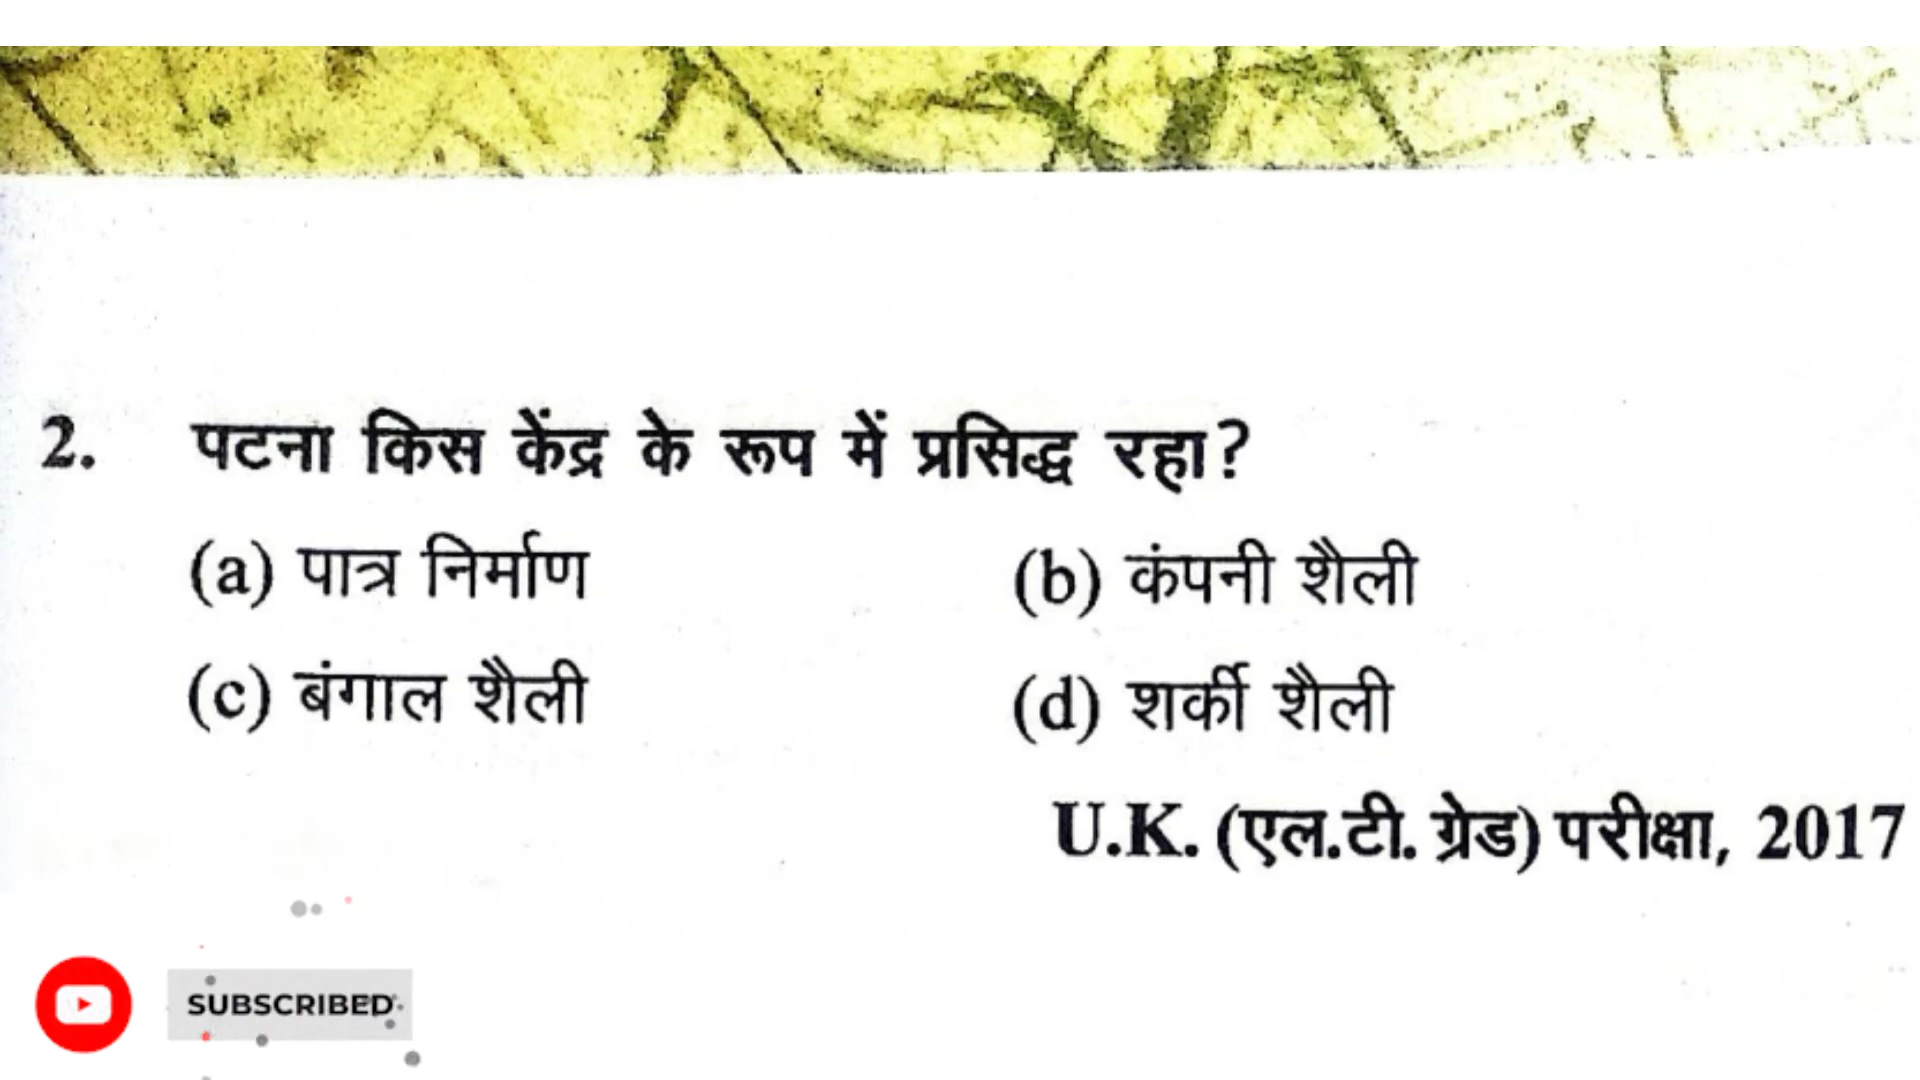 2. पटना किस केंद्र के रूप में प्रसिद्ध रहा?
(a) पात्र निर्माण (b) कंपनी शैली
(c) बंगाल शैली (d) शर्की शैली
U.K. (एल.टी. ग्रेड) परीक्षा, 2017
SUBSCRIBED